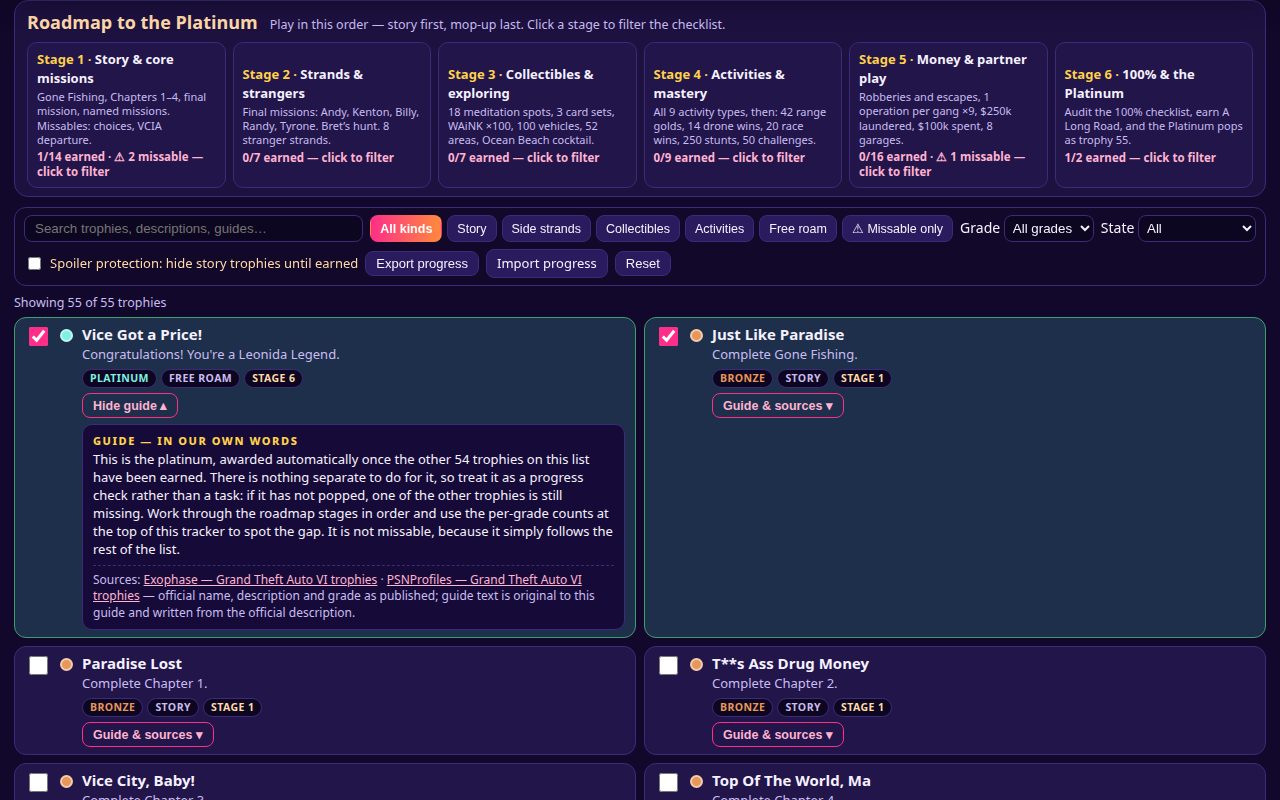 Roadmap to the Platinum Play in this order — story first, mop-up last. Click a stage to filter the checklist.
Stage 1 · Story & core
missions
Gone Fishing, Chapters 1–4, final
mission, named missions.
Missables: choices, VCIA
departure.
1/14 earned · ⚠ 2 missable —
click to filter
Stage 2 · Strands &
strangers
Final missions: Andy, Kenton, Billy,
Randy, Tyrone. Bret's hunt. 8
stranger strands.
0/7 earned — click to filter
Stage 3 · Collectibles &
exploring
18 meditation spots, 3 card sets,
WAiNK ×100, 100 vehicles, 52
areas, Ocean Beach cocktail.
0/7 earned — click to filter
Stage 4 · Activities &
mastery
All 9 activity types, then: 42 range
golds, 14 drone wins, 20 race
wins, 250 stunts, 50 challenges.
0/9 earned — click to filter
Stage 5 · Money & partner
play
Robberies and escapes, 1
operation per gang ×9, $250k
laundered, $100k spent, 8
garages.
0/16 earned · ⚠ 1 missable —
click to filter
Stage 6 · 100% & the
Platinum
Audit the 100% checklist, earn A
Long Road, and the Platinum pops
as trophy 55.
1/2 earned — click to filter
Search trophies, descriptions, guides… All kinds Story Side strands Collectibles Activities Free roam ⚠ Missable only Grade All grades State All
Spoiler protection: hide story trophies until earned Export progress Import progress Reset
Showing 55 of 55 trophies
Vice Got a Price!
Congratulations! You're a Leonida Legend.
PLATINUM FREE ROAM STAGE 6
Hide guide ▴
GUIDE — IN OUR OWN WORDS
This is the platinum, awarded automatically once the other 54 trophies on this list
have been earned. There is nothing separate to do for it, so treat it as a progress
check rather than a task: if it has not popped, one of the other trophies is still
missing. Work through the roadmap stages in order and use the per-grade counts at
the top of this tracker to spot the gap. It is not missable, because it simply follows the
rest of the list.
Sources: Exophase — Grand Theft Auto VI trophies · PSNProfiles — Grand Theft Auto VI
trophies — official name, description and grade as published; guide text is original to this
guide and written from the official description.
Just Like Paradise
Complete Gone Fishing.
BRONZE STORY STAGE 1
Guide & sources ▾
Paradise Lost
Complete Chapter 1.
BRONZE STORY STAGE 1
Guide & sources ▾
T**s Ass Drug Money
Complete Chapter 2.
BRONZE STORY STAGE 1
Guide & sources ▾
Vice City, Baby!
Complete Chapter 3.
Top Of The World, Ma
Complete Chapter 4.